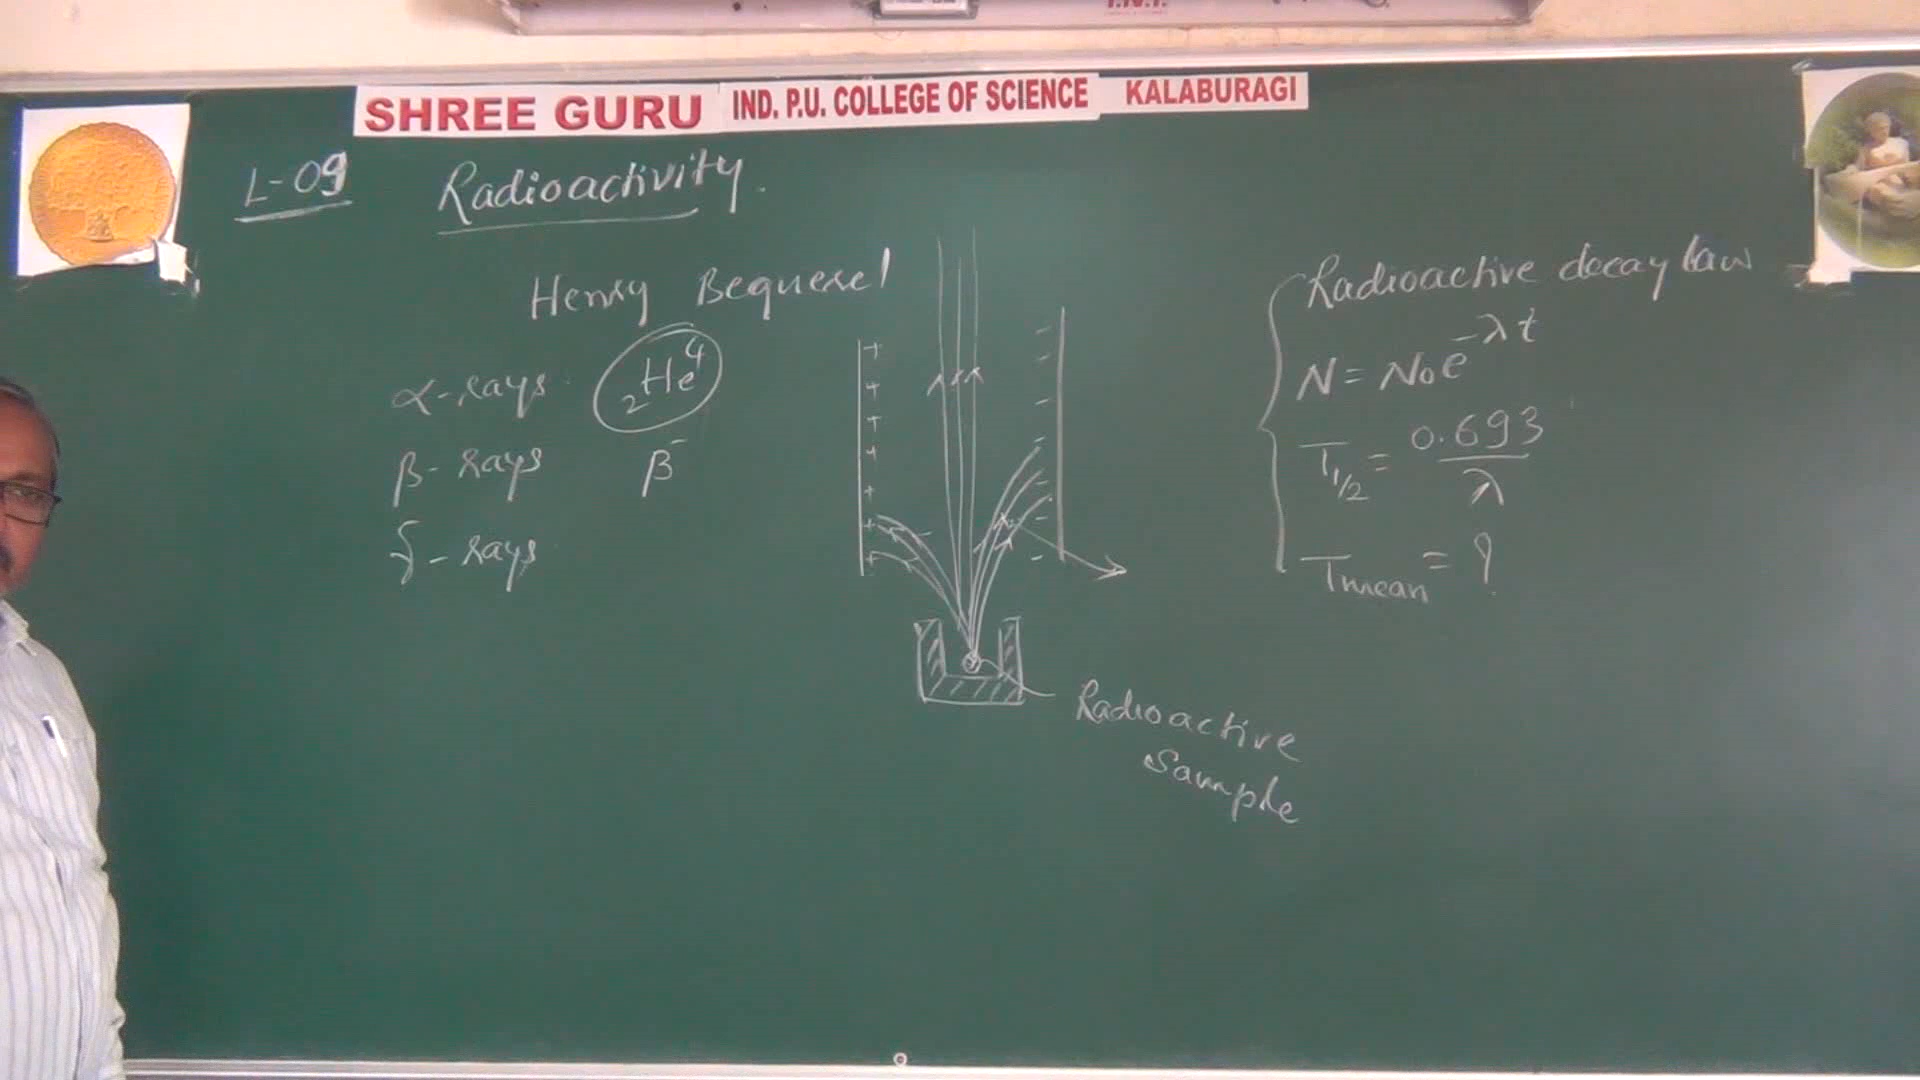 SHREE GURU IND. P.U. COLLEGE OF SCIENCE KALABURAGI
L-09 Radioactivity.
Henry Bequerel
α-rays ₂He⁴
β-rays β⁻
γ-rays
+ + + + + + +
- - - - - - - -
Radioactive
Sample
Radioactive decay law
N = N₀e^-λt
T1/2 = 0.693/λ
Tmean = ?